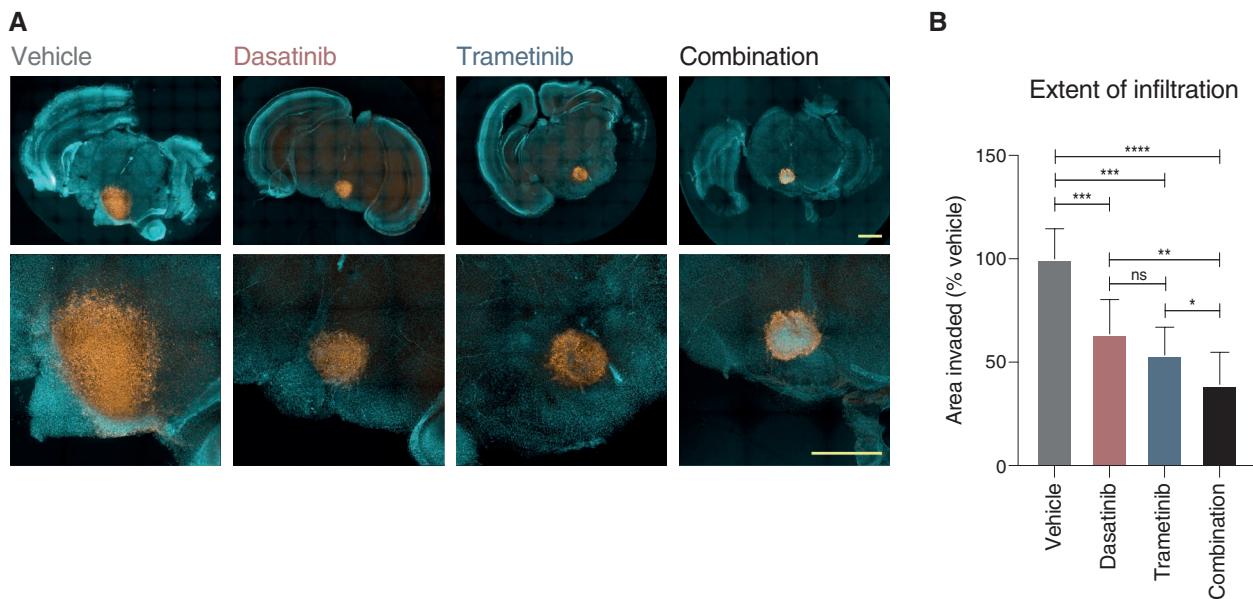 A
Vehicle
Dasatinib
Trametinib
Combination
B
Extent of infiltration
Area invaded (% vehicle)
150
100
50
0
****
***
***
**
ns
*
Vehicle
Dasatinib
Trametinib
Combination